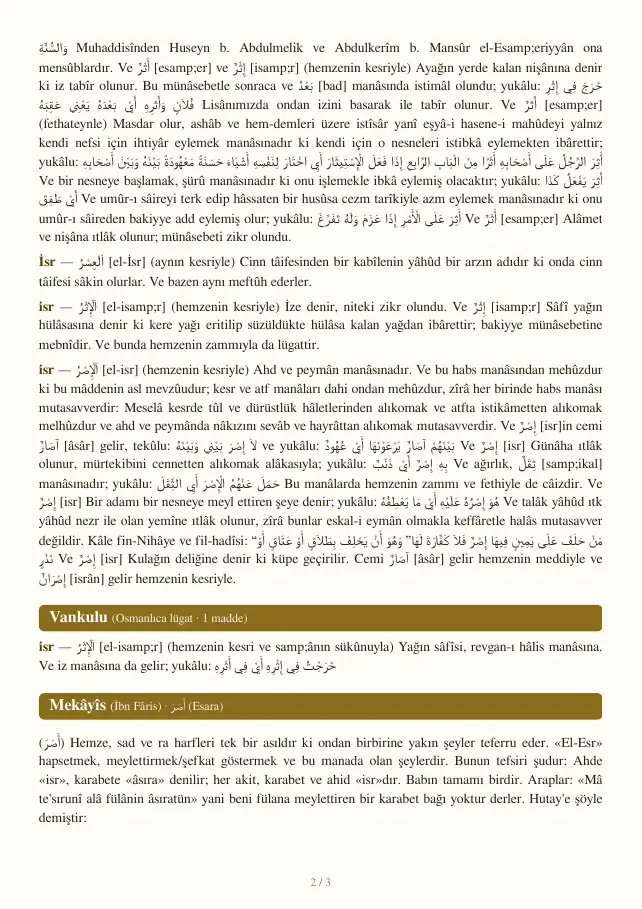 وَالسُّنَّةِ Muhaddisînden Huseyn b. Abdulmelik ve Abdulkerîm b. Mansûr el-Esamp;eriyyân ona
mensûblardır. Ve أَثَرٌ [esamp;er] ve إِثْرٌ [isamp;r] (hemzenin kesriyle) Ayağın yerde kalan nişânına denir
ki iz tabîr olunur. Bu münâsebetle sonraca ve بَعْدُ [bad] manâsında istimâl olundu; yukâlu: خَرَجَ فِي إِثْرِ
فُلَانٍ وَأَثَرِهِ أَيْ بَعْدَهُ يَعْنِي عَقِبَهُ Lisânımızda ondan izini basarak ile tabîr olunur. Ve أَثَرٌ [esamp;er]
(fethateynle) Masdar olur, ashâb ve hem-demleri üzere istîsâr yanî eşyâ-i hasene-i mahûdeyi yalnız
kendi nefsi için ihtiyâr eylemek manâsınadır ki kendi için o nesneleri istibkâ eylemekten ibârettir;
yukâlu: أَثِرَ الرَّجُلُ عَلَى أَصْحَابِهِ أَثَرًا مِنَ الْبَابِ الرَّابِعِ إِذَا فَعَلَ الْإِسْتِيثَارَ أَيِ اخْتَارَ لِنَفْسِهِ أَشْيَاءَ حَسَنَةً مَعْهُودَةً بَيْنَهُ وَبَيْنَ أَصْحَابِهِ
Ve bir nesneye başlamak, şürû manâsınadır ki onu işlemekle ibkâ eylemiş olacaktır; yukâlu: أَثِرَ يَفْعَلُ كَذَا
أَيْ طَفِقَ Ve umûr-ı sâireyi terk edip hâssaten bir husûsa cezm tarîkiyle azm eylemek manâsınadır ki onu
umûr-ı sâireden bakiyye add eylemiş olur; yukâlu: أَثِرَ عَلَى الْأَمْرِ إِذَا عَزَمَ وَلَهُ تَفَرَّغَ Ve أَثَرٌ [esamp;er] Alâmet
ve nişâna ıtlâk olunur; münâsebeti zikr olundu.
İsr — اَلْعِسْرُ [el-İsr] (aynın kesriyle) Cinn tâifesinden bir kabîlenin yâhûd bir arzın adıdır ki onda cinn
tâifesi sâkin olurlar. Ve bazen aynı meftûh ederler.
isr — اَلْإِثْرُ [el-isamp;r] (hemzenin kesriyle) İze denir, niteki zikr olundu. Ve إِثْرٌ [isamp;r] Sâfî yağın
hülâsasına denir ki kere yağı eritilip süzüldükte hülâsa kalan yağdan ibârettir; bakiyye münâsebetine
mebnîdir. Ve bunda hemzenin zammıyla da lügattir.
isr — اَلْإِصْرُ [el-isr] (hemzenin kesriyle) Ahd ve peymân manâsınadır. Ve bu habs manâsından mehûzdur
ki bu mâddenin asl mevzûudur; kesr ve atf manâları dahi ondan mehûzdur, zîrâ her birinde habs manâsı
mutasavverdir: Meselâ kesrde tûl ve dürüstlük hâletlerinden alıkomak ve atfta istikâmetten alıkomak
melhûzdur ve ahd ve peymânda nâkızını sevâb ve hayrâttan alıkomak mutasavverdir. Ve إِصْرٌ [isr]in cemi
آصَارٌ [âsâr] gelir, tekûlu: لَا إِصْرَ بَيْنِي وَبَيْنَهُ ve yukâlu: بَيْنَهُمْ آصَارٌ يَرْعَوْنَهَا أَيْ عُهُودٌ Ve إِصْرٌ [isr] Günâha ıtlâk
olunur, mürtekibini cennetten alıkomak alâkasıyla; yukâlu: بِهِ إِصْرٌ أَيْ ذَنْبٌ Ve ağırlık, ثِقَلٌ [samp;ikal]
manâsınadır; yukâlu: حَمَلَ عَنْهُمُ الْإِصْرَ أَيِ الثِّقَلَ Bu manâlarda hemzenin zammı ve fethiyle de câizdir. Ve
إِصْرٌ [isr] Bir adamı bir nesneye meyl ettiren şeye denir; yukâlu: هُوَ إِصْرُهُ عَلَيْهِ أَيْ مَا يَعْطِفُهُ Ve talâk yâhûd ıtk
yâhûd nezr ile olan yemîne ıtlâk olunur, zîrâ bunlar eskal-i eymân olmakla keffâretle halâs mutasavver
değildir. Kâle fin-Nihâye ve fil-hadîsi: “مَنْ حَلَفَ عَلَى يَمِينٍ فِيهَا إِصْرٌ فَلَا كَفَّارَةَ لَهَا” وَهُوَ أَنْ يَحْلِفَ بِطَلَاقٍ أَوْ عَتَاقٍ أَوْ
نَذْرٍ Ve إِصْرٌ [isr] Kulağın deliğine denir ki küpe geçirilir. Cemi آصَارٌ [âsâr] gelir hemzenin meddiyle ve
إِصْرَانٌ [isrân] gelir hemzenin kesriyle.
Vankulu (Osmanlıca lügat · 1 madde)
isr — اَلْإِثْرُ [el-isamp;r] (hemzenin kesri ve samp;ânın sükûnuyla) Yağın sâfîsi, revgan-ı hâlis manâsına.
Ve iz manâsına da gelir; yukâlu: خَرَجْتُ فِي إِثْرِهِ أَيْ فِي أَثَرِهِ
Mekâyîs (İbn Fâris) · أَصَرَ (Esara)
(أَصَرَ) Hemze, sad ve ra harfleri tek bir asıldır ki ondan birbirine yakın şeyler teferru eder. «El-Esr»
hapsetmek, meylettirmek/şefkat göstermek ve bu manada olan şeylerdir. Bunun tefsiri şudur: Ahde
«isr», karabete «âsıra» denilir; her akit, karabet ve ahid «isr»dır. Babın tamamı birdir. Araplar: «Mâ
te'sırunî alâ fülânin âsıratün» yani beni fülana meylettiren bir karabet bağı yoktur derler. Hutay'e şöyle
demiştir:
2 / 3